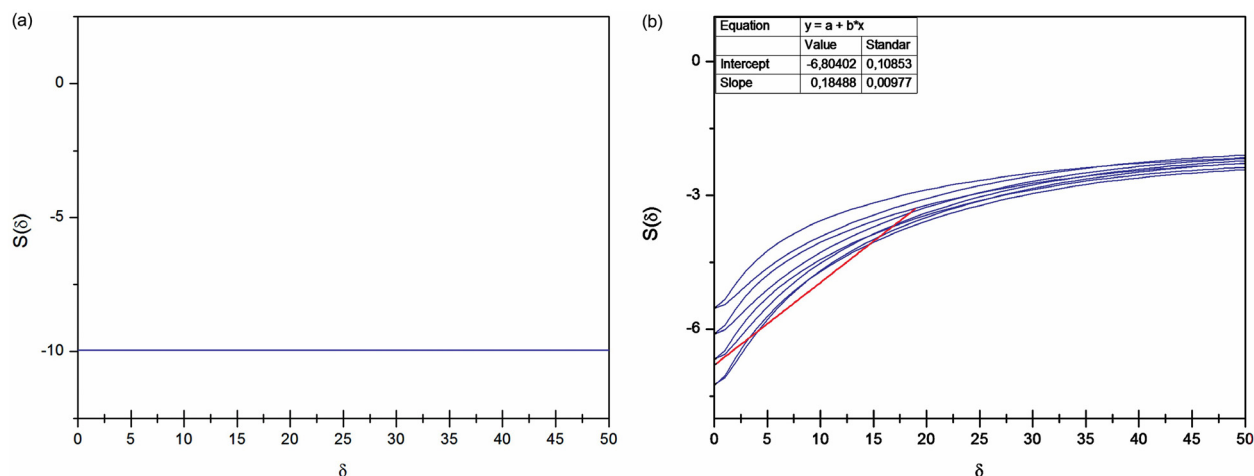 (a)
0
-5
-10
S(δ)
0 5 10 15 20 25 30 35 40 45 50
δ
(b)
Equation y = a + b*x
Value Standar
Intercept -6,80402 0,10853
Slope 0,18488 0,00977
0
-3
-6
S(δ)
0 5 10 15 20 25 30 35 40 45 50
δ